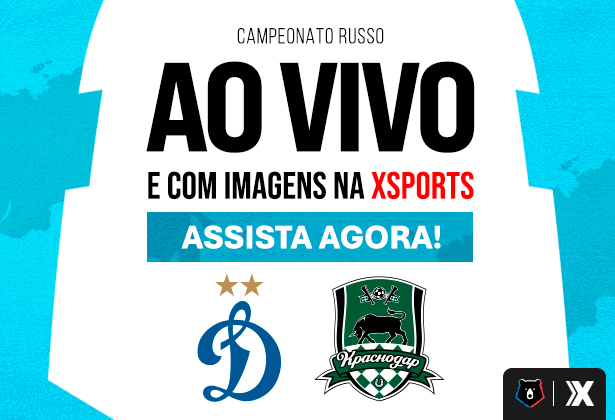 CAMPEONATO RUSSO
AO VIVO
E COM IMAGENS NA XSPORTS
ASSISTA AGORA!
Краснодар